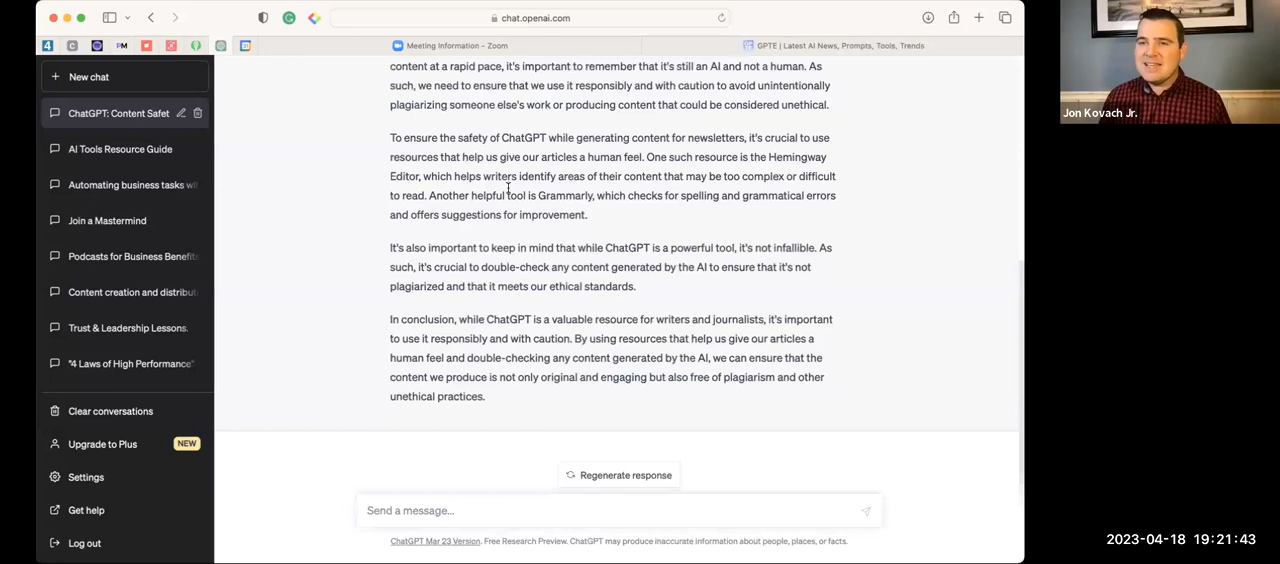 chat.openai.com
Meeting Information - Zoom
GPTE | Latest AI News, Prompts, Tools, Trends
New chat
ChatGPT: Content Safet
AI Tools Resource Guide
Automating business tasks wi
Join a Mastermind
Podcasts for Business Benefits
Content creation and distribut
Trust & Leadership Lessons.
"4 Laws of High Performance"
Clear conversations
Upgrade to Plus
NEW
Settings
Get help
Log out
content at a rapid pace, it's important to remember that it's still an AI and not a human. As
such, we need to ensure that we use it responsibly and with caution to avoid unintentionally
plagiarizing someone else's work or producing content that could be considered unethical.
To ensure the safety of ChatGPT while generating content for newsletters, it's crucial to use
resources that help us give our articles a human feel. One such resource is the Hemingway
Editor, which helps writers identify areas of their content that may be too complex or difficult
to read. Another helpful tool is Grammarly, which checks for spelling and grammatical errors
and offers suggestions for improvement.
It's also important to keep in mind that while ChatGPT is a powerful tool, it's not infallible. As
such, it's crucial to double-check any content generated by the AI to ensure that it's not
plagiarized and that it meets our ethical standards.
In conclusion, while ChatGPT is a valuable resource for writers and journalists, it's important
to use it responsibly and with caution. By using resources that help us give our articles a
human feel and double-checking any content generated by the AI, we can ensure that the
content we produce is not only original and engaging but also free of plagiarism and other
unethical practices.
Regenerate response
Send a message...
ChatGPT Mar 23 Version. Free Research Preview. ChatGPT may produce inaccurate information about people, places, or facts.
Jon Kovach Jr.
2023-04-18 19:21:43